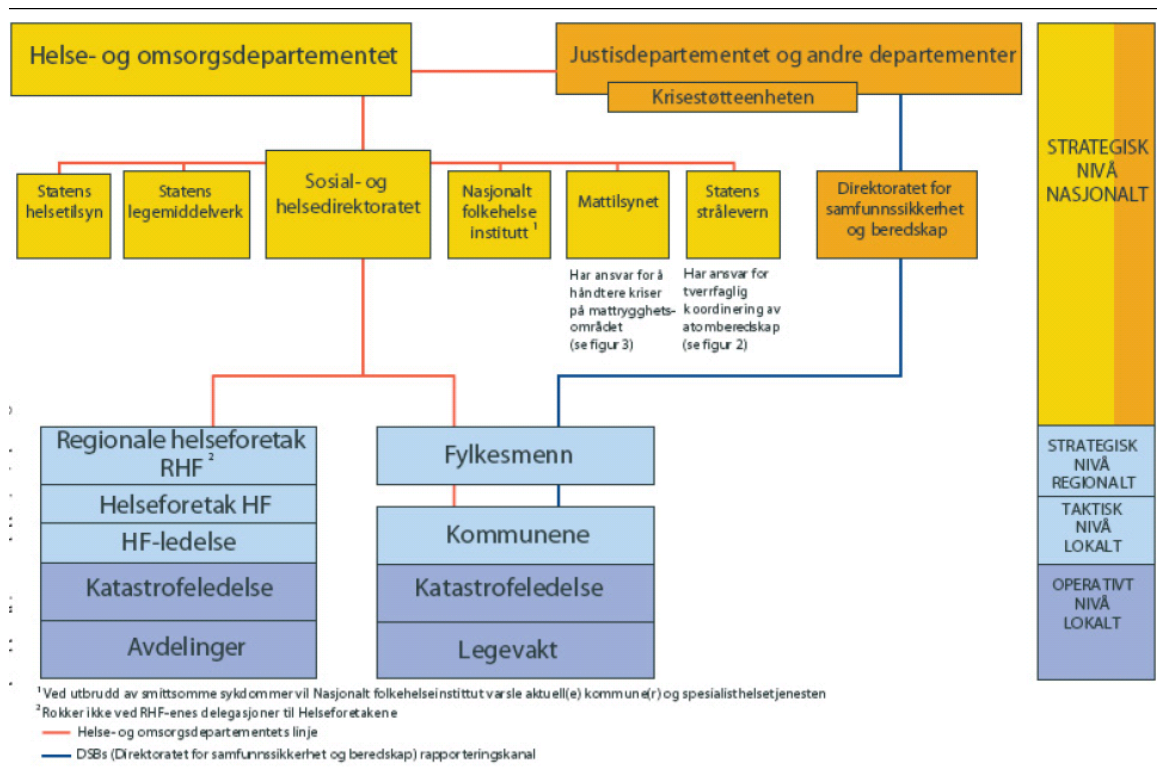 Helse- og omsorgsdepartementet
Justisdepartementet og andre departementer
Krisestøtteenheten
STRATEGISK
NIVÅ
NASJONALT
Statens
helsetilsyn
Statens
legemiddelverk
Sosial- og
helsedirektoratet
Nasjonalt
folkehelse
institutt ¹
Mattilsynet
Statens
strålevern
Direktoratet for
samfunnssikkerhet
og beredskap
Har ansvar for å
håndtere kriser
på mattrygghets-
området
(se figur 3)
Har ansvar for
tverrfaglig
koordinering av
atomberedskap
(se figur 2)
Regionale helseforetak
RHF ²
Helseforetak HF
HF-ledelse
Katastrofeledelse
Avdelinger
Fylkesmenn
Kommunene
Katastrofeledelse
Legevakt
STRATEGISK
NIVÅ
REGIONALT
TAKTISK
NIVÅ
LOKALT
OPERATIVT
NIVÅ
LOKALT
¹ Ved utbrudd av smittsomme sykdommer vil Nasjonalt folkehelseinstitutt varsle aktuell(e) kommune(r) og spesialisthelsetjenesten
² Rokker ikke ved RHF-enes delegasjoner til Helseforetakene
Helse- og omsorgsdepartementets linje
DSBs (Direktoratet for samfunnssikkerhet og beredskap) rapporteringskanal